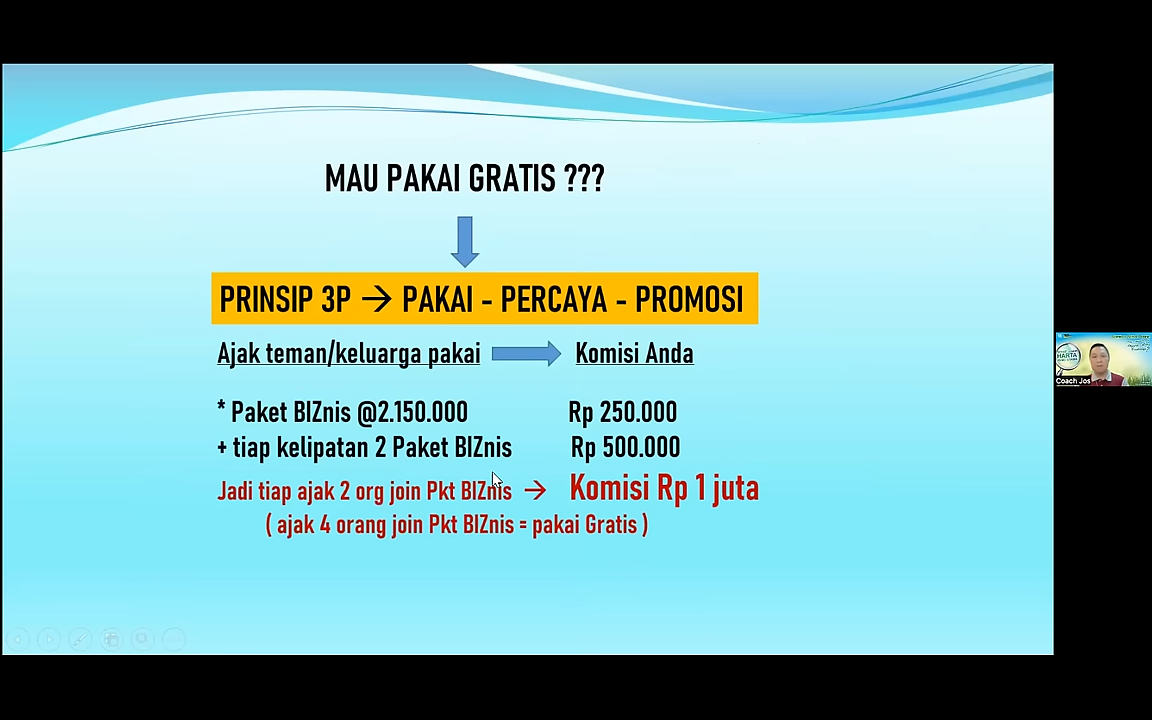 MAU PAKAI GRATIS ???
PRINSIP 3P → PAKAI - PERCAYA - PROMOSI
Ajak teman/keluarga pakai Komisi Anda
* Paket BIZnis @2.150.000 Rp 250.000
+ tiap kelipatan 2 Paket BIZnis Rp 500.000
Jadi tiap ajak 2 org join Pkt BIZnis → Komisi Rp 1 juta
( ajak 4 orang join Pkt BIZnis = pakai Gratis )
HARTA
Coach Jos